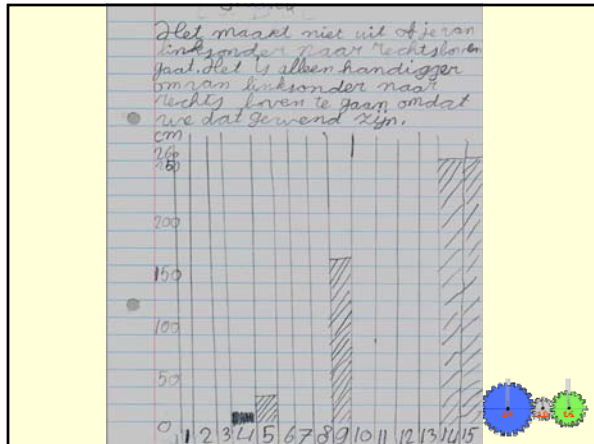 Het maakt niet uit of je van
linksonder naar rechtsboven
gaat. Het is alleen handigger
om van linksonder naar
rechts boven te gaan omdat
we dat gewend zijn.
cm
260
250
200
150
100
50
0 1 2 3 4 5 6 7 8 9 10 11 12 13 14 15